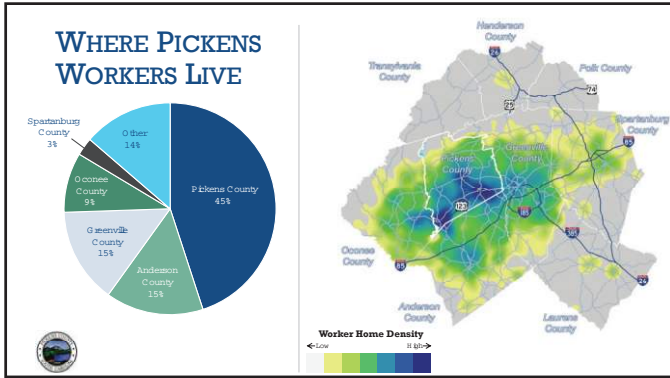 WHERE PICKENS
WORKERS LIVE
Spartanburg
County
3%
Other
14%
Oconee
County
9%
Pickens County
45%
Greenville
County
15%
Anderson
County
15%
Henderson
County
26
Transylvania
County
Polk County
74
25
Spartanburg
County
85
Pickens
County
Greenville
County
123
185
385
Oconee
County
85
26
Anderson
County
Laurens
County
Worker Home Density
Low
High